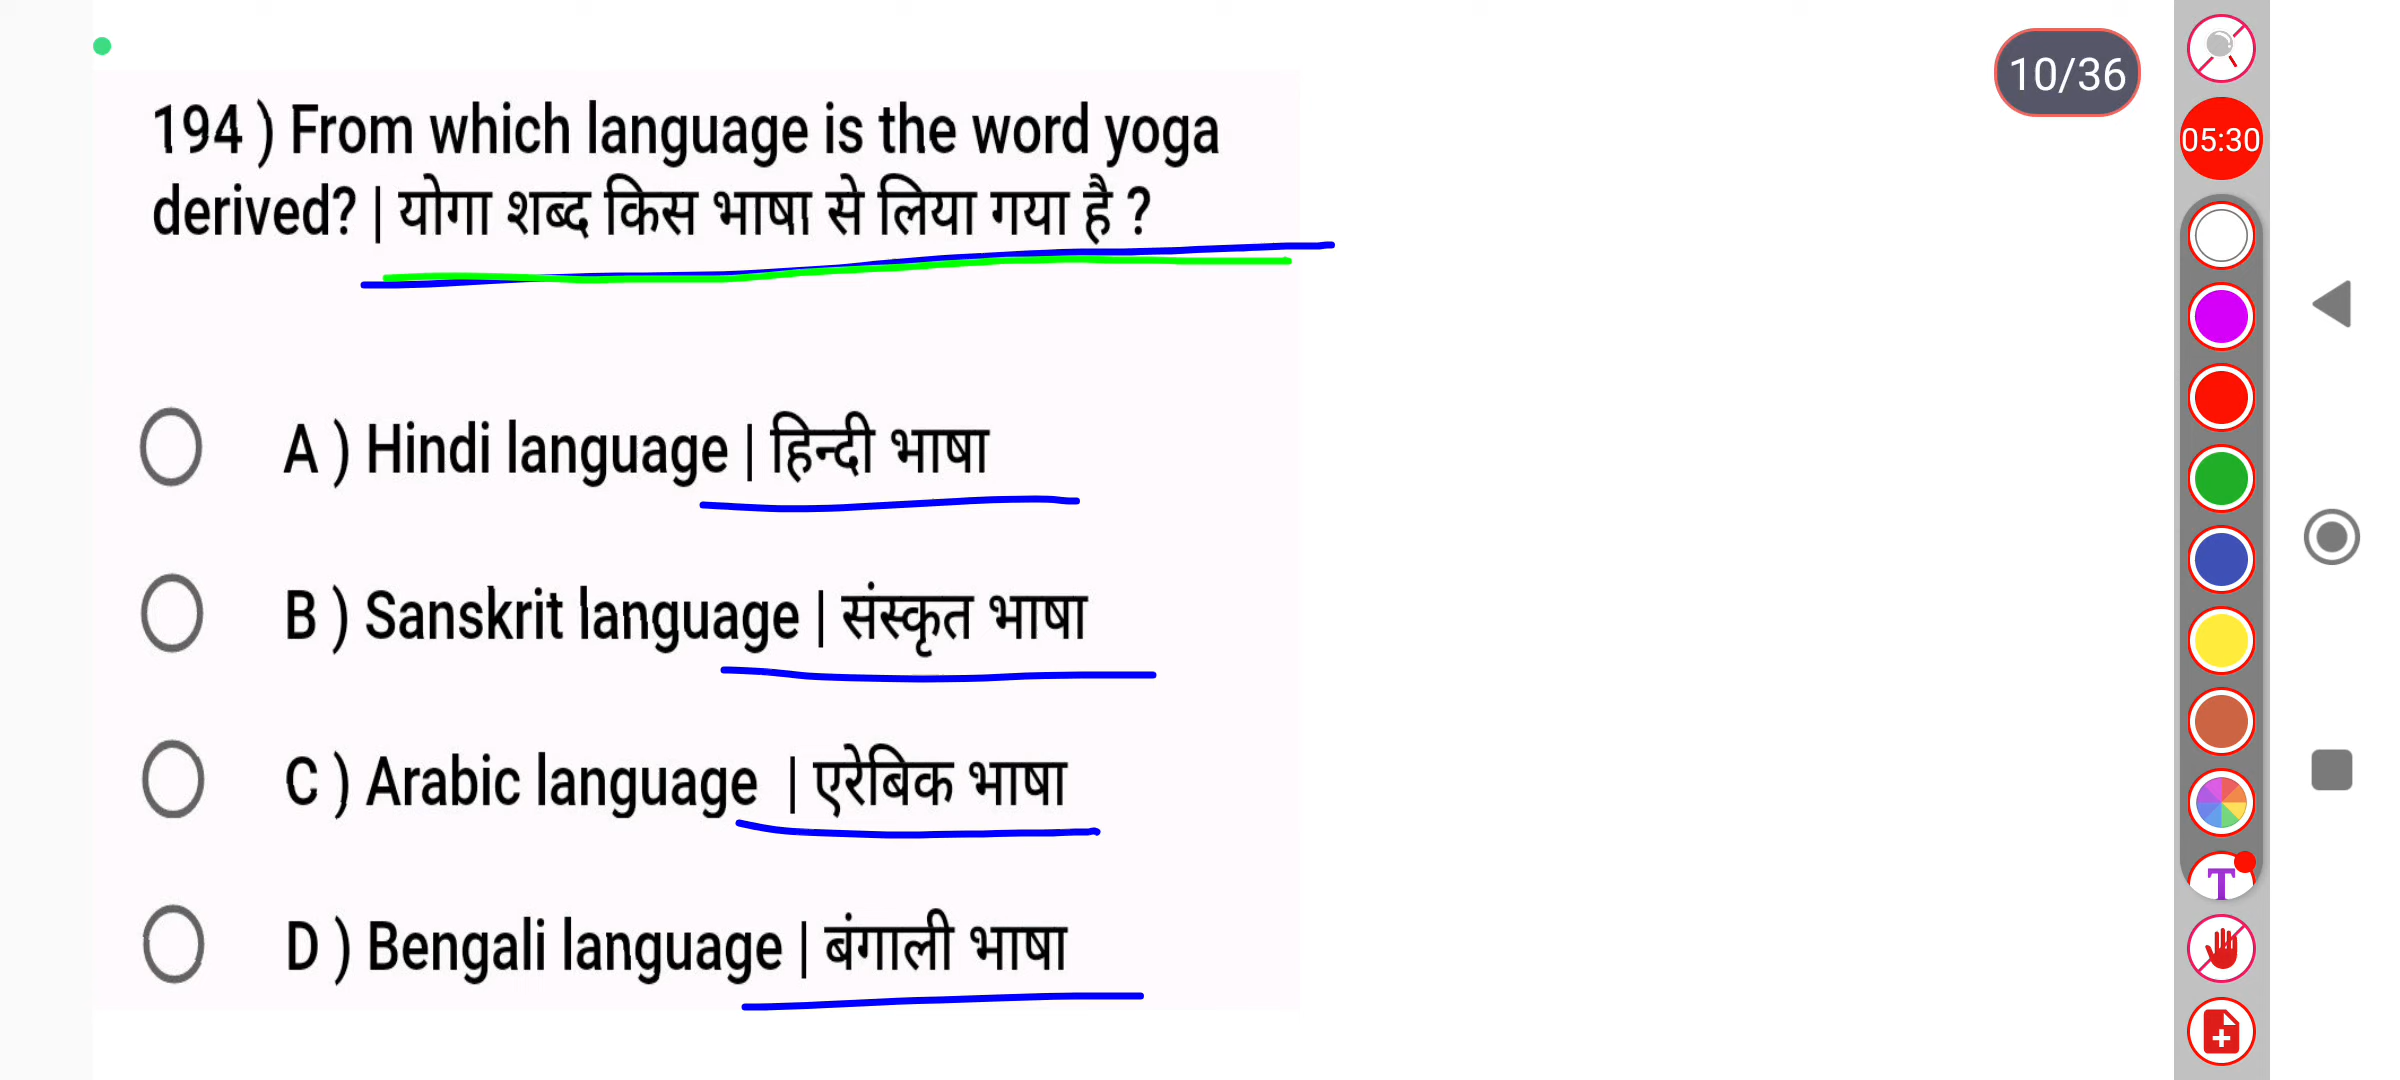 10/36
05:30
194 ) From which language is the word yoga
derived? | योगा शब्द किस भाषा से लिया गया है ?
A ) Hindi language | हिन्दी भाषा
B ) Sanskrit language | संस्कृत भाषा
C ) Arabic language | एरेबिक भाषा
D ) Bengali language | बंगाली भाषा
T